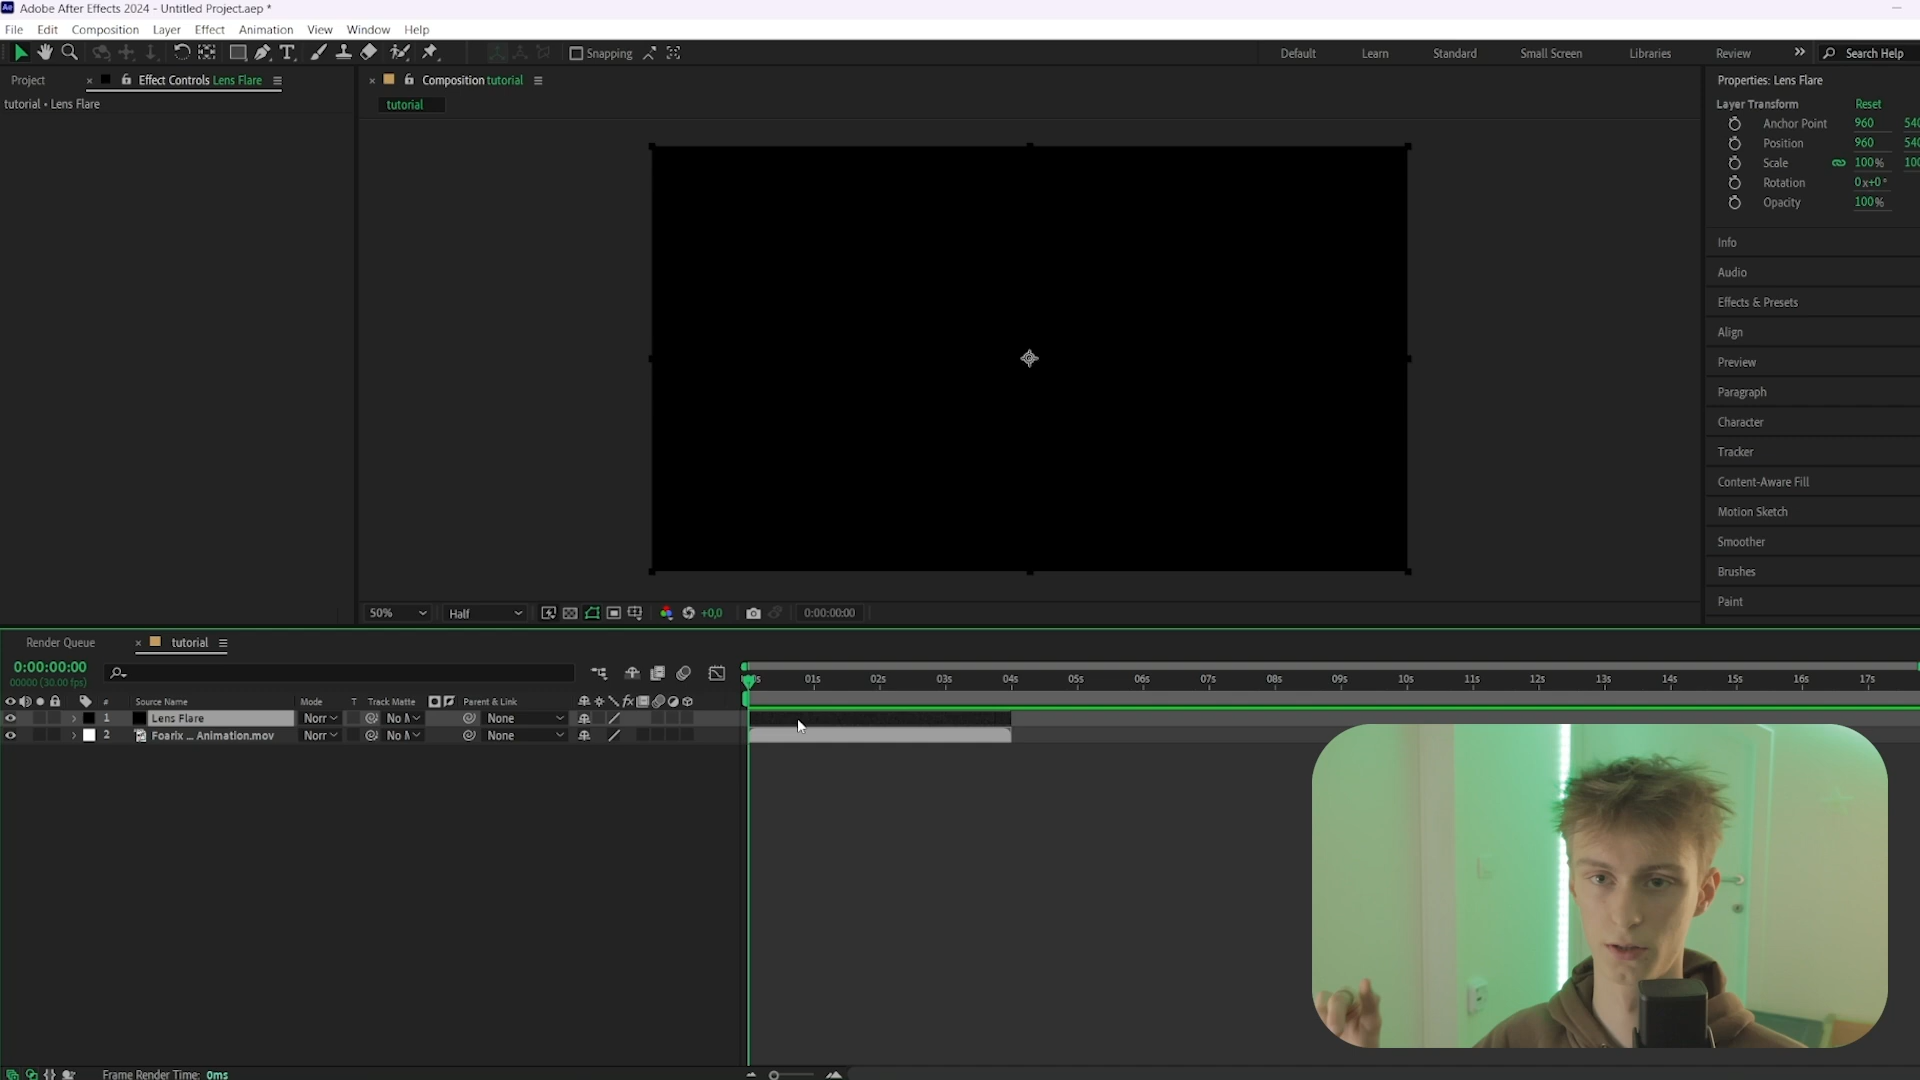 Adobe After Effects 2024 - Untitled Project.aep *
File Edit Composition Layer Effect Animation View Window Help
Snapping
Default Learn Standard Small Screen Libraries Review Search Help
Project
Effect Controls Lens Flare
tutorial • Lens Flare
Composition tutorial
tutorial
Properties: Lens Flare
Layer Transform Reset
Anchor Point 960 540
Position 960 540
Scale 100% 100
Rotation 0x+0°
Opacity 100%
Info
Audio
Effects & Presets
Align
Preview
Paragraph
Character
Tracker
Content-Aware Fill
Motion Sketch
Smoother
Brushes
Paint
50% Half +0,0 0:00:00:00
Render Queue tutorial
0:00:00:00
00000 (30.00 fps)
01s 02s 03s 04s 05s 06s 07s 08s 09s 10s 11s 12s 13s 14s 15s 16s 17s
# Source Name Mode T Track Matte Parent & Link
1 Lens Flare Norr No M None
2 Foarix ... Animation.mov Norr No M None
Frame Render Time: 0ms